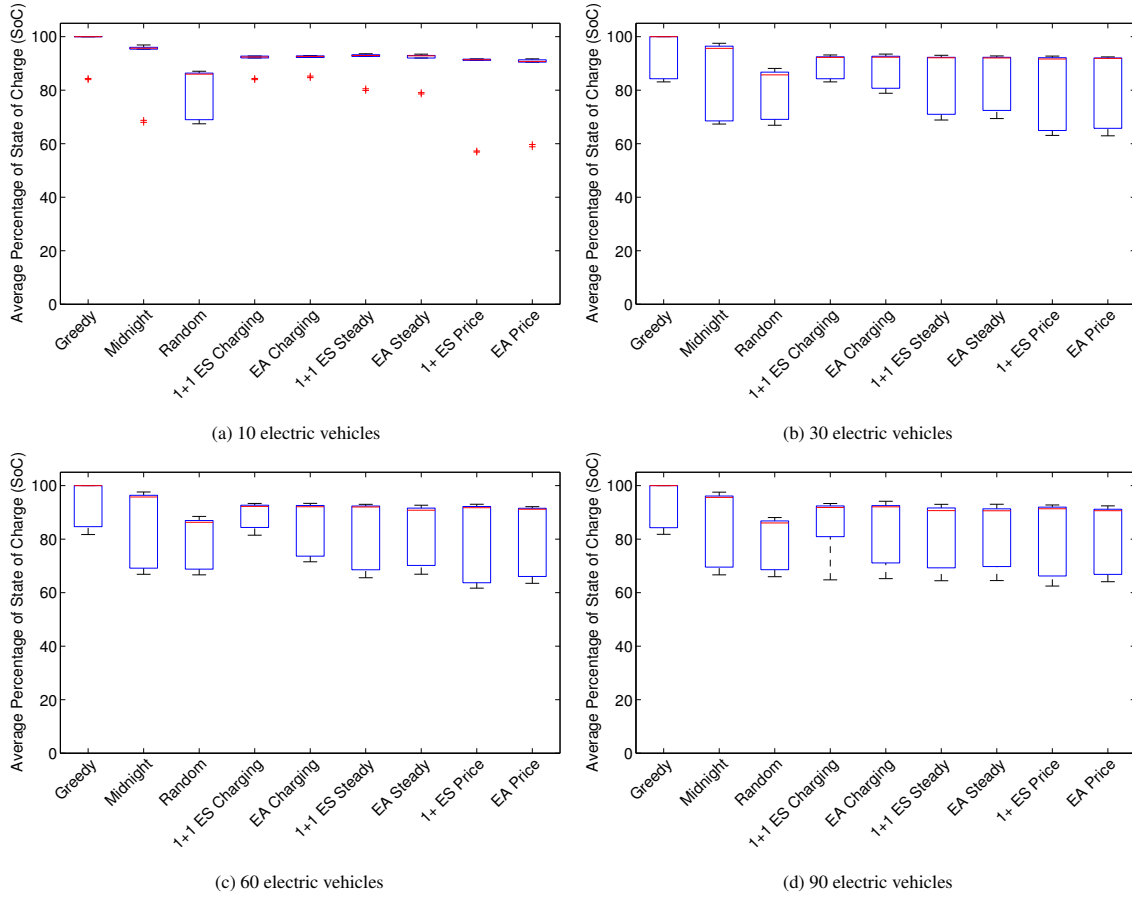 Average Percentage of State of Charge (SoC)
100
80
60
40
20
0
Greedy
Midnight
Random
1+1 ES Charging
EA Charging
1+1 ES Steady
EA Steady
1+ ES Price
EA Price
(a) 10 electric vehicles
Average Percentage of State of Charge (SoC)
100
80
60
40
20
0
Greedy
Midnight
Random
1+1 ES Charging
EA Charging
1+1 ES Steady
EA Steady
1+ ES Price
EA Price
(b) 30 electric vehicles
Average Percentage of State of Charge (SoC)
100
80
60
40
20
0
Greedy
Midnight
Random
1+1 ES Charging
EA Charging
1+1 ES Steady
EA Steady
1+ ES Price
EA Price
(c) 60 electric vehicles
Average Percentage of State of Charge (SoC)
100
80
60
40
20
0
Greedy
Midnight
Random
1+1 ES Charging
EA Charging
1+1 ES Steady
EA Steady
1+ ES Price
EA Price
(d) 90 electric vehicles